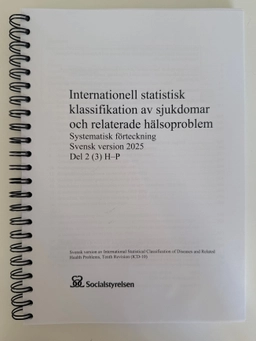 Internationell statistisk
klassifikation av sjukdomar
och relaterade hälsoproblem
Systematisk förteckning
Svensk version 2025
Del 2 (3) H–P
Svensk version av International Statistical Classification of Diseases and Related
Health Problems, Tenth Revision (ICD-10)
Socialstyrelsen